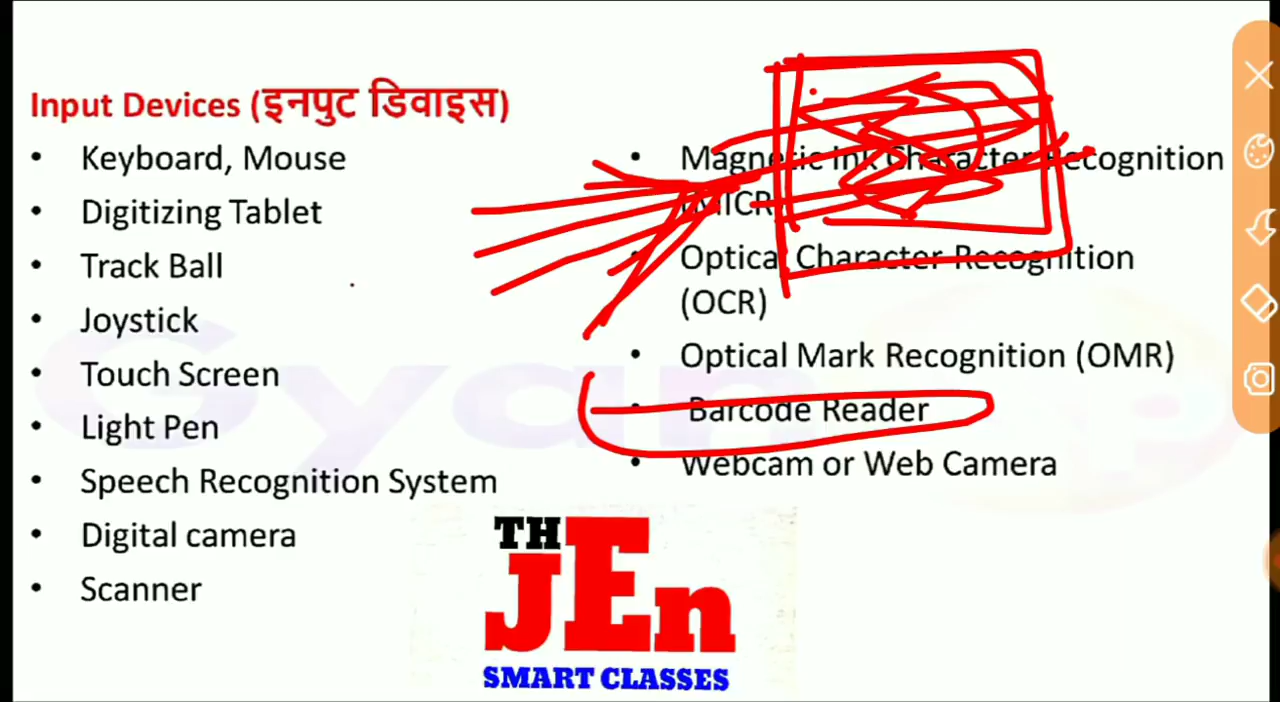 Input Devices (इनपुट डिवाइस)
• Keyboard, Mouse
• Digitizing Tablet
• Track Ball
• Joystick
• Touch Screen
• Light Pen
• Speech Recognition System
• Digital camera
• Scanner
• Magnetic Ink Character Recognition
(MICR)
• Optical Character Recognition
(OCR)
• Optical Mark Recognition (OMR)
• Barcode Reader
• Webcam or Web Camera
Gyan
THE
JEn
SMART CLASSES